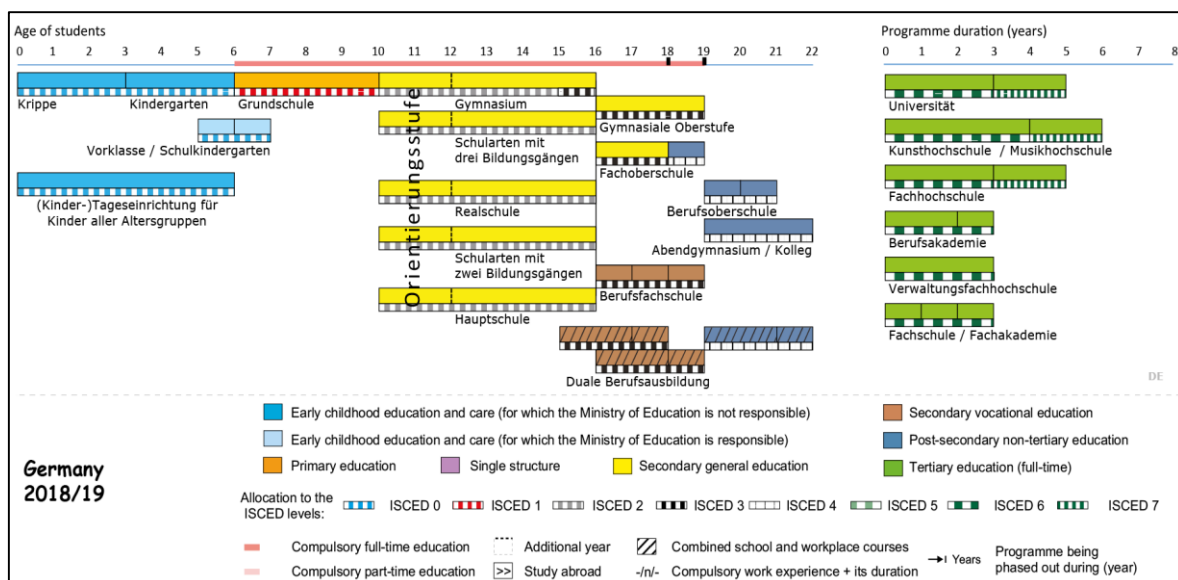 Age of students
Programme duration (years)
0 1 2 3 4 5 6 7 8 9 10 11 12 13 14 15 16 17 18 19 20 21 22
0 1 2 3 4 5 6 7 8
Krippe
Kindergarten
Grundschule
Gymnasium
Universität
Gymnasiale Oberstufe
Vorklasse / Schulkindergarten
Schularten mit
drei Bildungsgängen
Kunsthochschule / Musikhochschule
Fachoberschule
(Kinder-)Tageseinrichtung für
Kinder aller Altersgruppen
Orientierungsstufe
Realschule
Berufsoberschule
Fachhochschule
Schularten mit
zwei Bildungsgängen
Abendgymnasium / Kolleg
Berufsakademie
Berufsfachschule
Verwaltungsfachhochschule
Hauptschule
Fachschule / Fachakademie
Duale Berufsausbildung
DE
Germany
2018/19
Early childhood education and care (for which the Ministry of Education is not responsible)
Secondary vocational education
Early childhood education and care (for which the Ministry of Education is responsible)
Post-secondary non-tertiary education
Primary education
Single structure
Secondary general education
Tertiary education (full-time)
Allocation to the
ISCED levels:
ISCED 0
ISCED 1
ISCED 2
ISCED 3
ISCED 4
ISCED 5
ISCED 6
ISCED 7
Compulsory full-time education
Additional year
Combined school and workplace courses
Years
Programme being
phased out during (year)
Compulsory part-time education
>> Study abroad
-/n/- Compulsory work experience + its duration